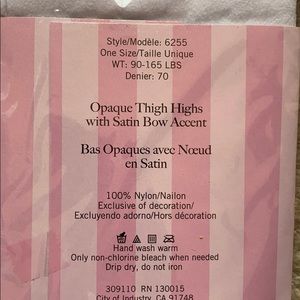 Style/Modèle: 6255
One Size/Taille Unique
WT: 90-165 LBS
Denier: 70
Opaque Thigh Highs
with Satin Bow Accent
Bas Opaques avec Nœud
en Satin
100% Nylon/Nailon
Exclusive of decoration/
Excluyendo adorno/Hors décoration
Hand wash warm
Only non-chlorine bleach when needed
Drip dry, do not iron
309110 RN 130015
City of Industry, CA 91748